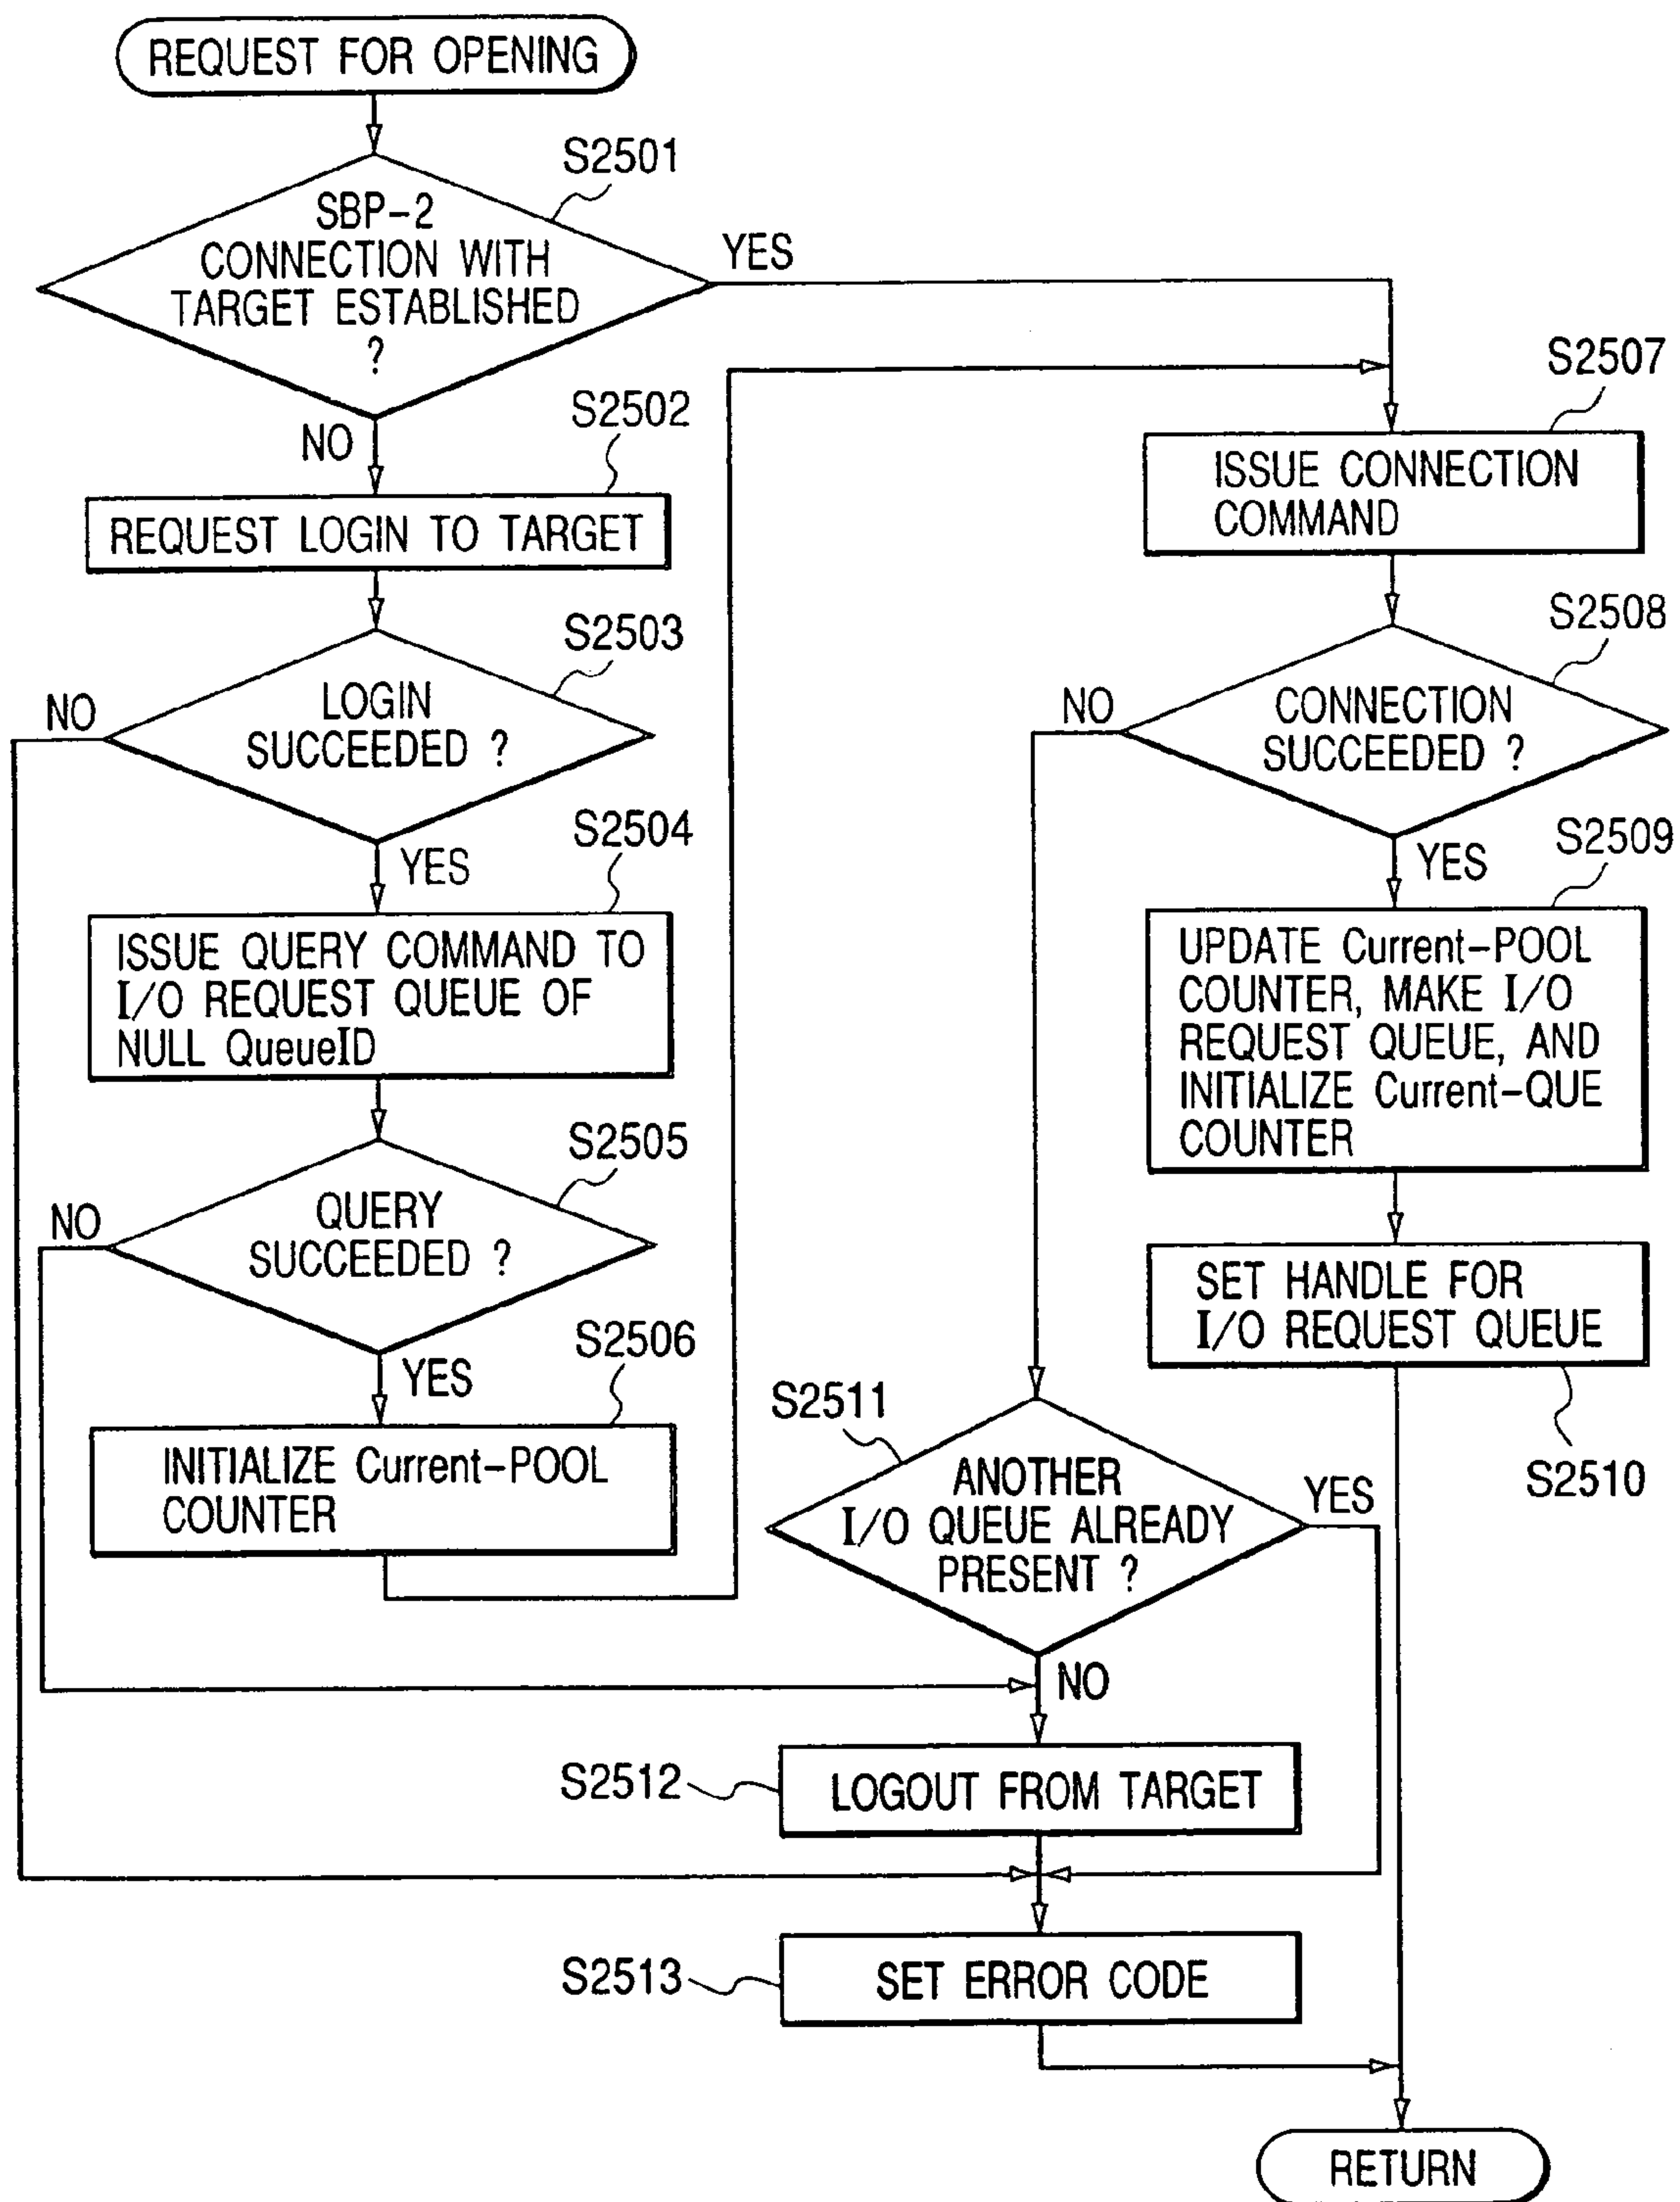 REQUEST FOR OPENING
S2501
SBP-2
CONNECTION WITH
TARGET ESTABLISHED
?
YES
NO
S2502
REQUEST LOGIN TO TARGET
S2503
LOGIN
SUCCEEDED ?
NO
YES
S2504
ISSUE QUERY COMMAND TO
I/O REQUEST QUEUE OF
NULL QueueID
S2505
QUERY
SUCCEEDED ?
NO
YES
S2506
INITIALIZE Current-POOL
COUNTER
S2507
ISSUE CONNECTION
COMMAND
S2508
CONNECTION
SUCCEEDED ?
NO
YES
S2509
UPDATE Current-POOL
COUNTER, MAKE I/O
REQUEST QUEUE, AND
INITIALIZE Current-QUE
COUNTER
SET HANDLE FOR
I/O REQUEST QUEUE
S2510
S2511
ANOTHER
I/O QUEUE ALREADY
PRESENT ?
YES
NO
S2512
LOGOUT FROM TARGET
S2513
SET ERROR CODE
RETURN